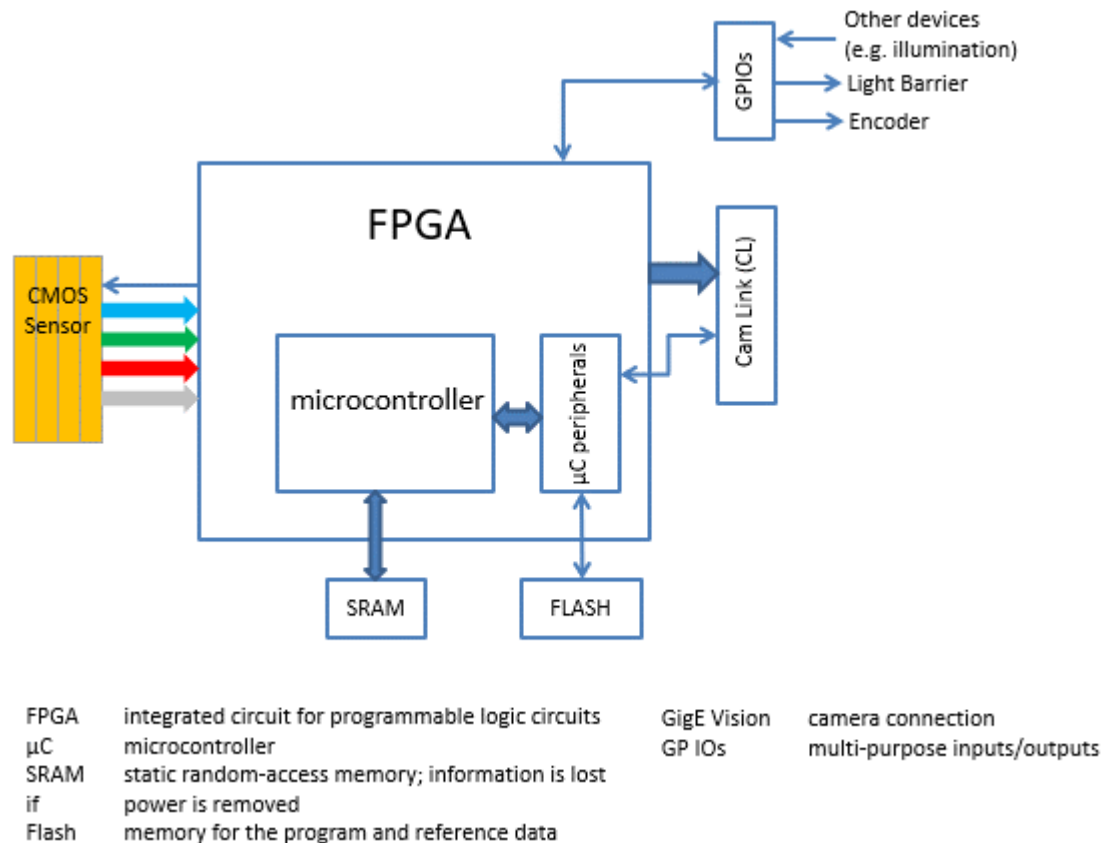 Other devices
(e.g. illumination)
GPIOs
Light Barrier
Encoder
FPGA
CMOS
Sensor
Cam Link (CL)
microcontroller
µC peripherals
SRAM
FLASH
FPGA integrated circuit for programmable logic circuits
µC microcontroller
SRAM static random-access memory; information is lost
if power is removed
Flash memory for the program and reference data
GigE Vision camera connection
GP IOs multi-purpose inputs/outputs